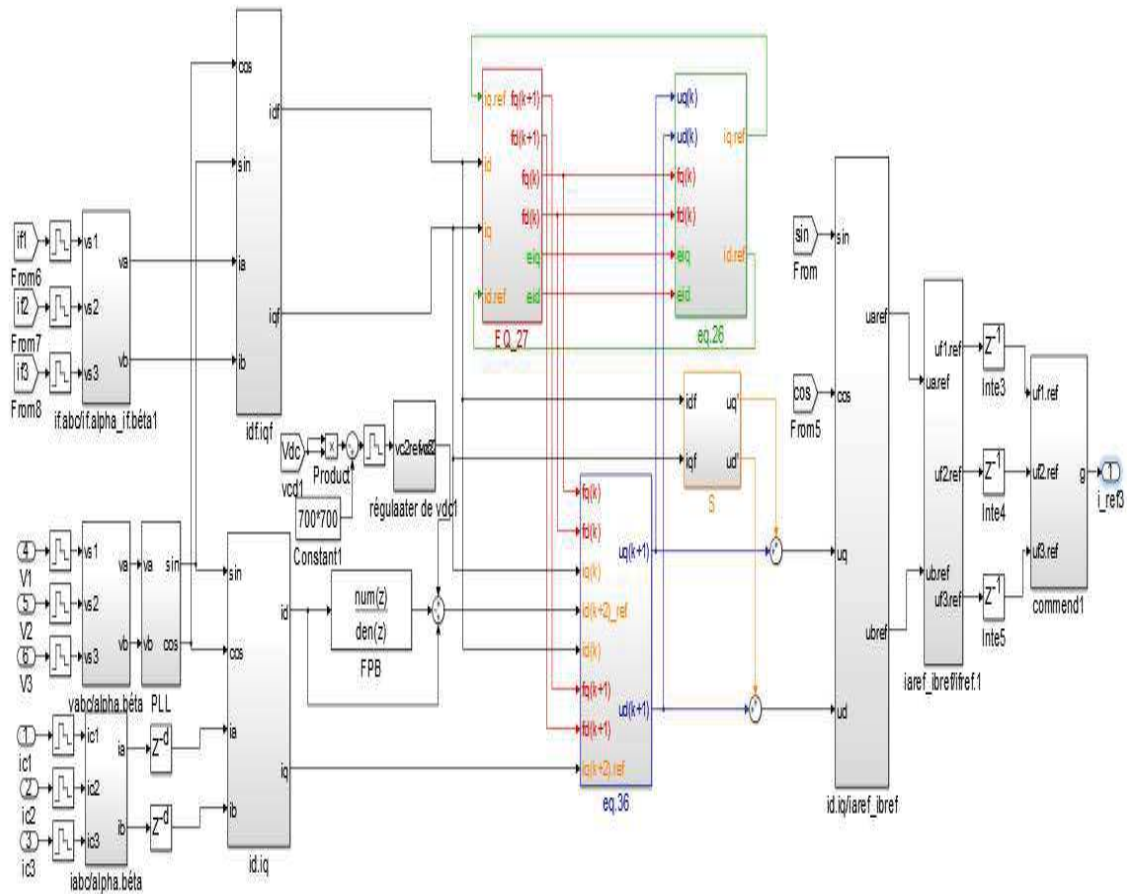 cos
sin
ia
ib
idf
iqf
idf.iqf
if1
From6
if2
From7
if3
From8
vs1
vs2
vs3
va
vb
if.abc/if.alpha_if.béta1
iq.ref
id
iq
id.ref
fq(k+1)
fd(k+1)
fq(k)
fd(k)
eiq
eid
EQ_27
uq(k)
ud(k)
fq(k)
fd(k)
eiq
eid
iq.ref
id.ref
eq.26
Vdc
vcd1
x
Product
700*700
Constant1
régulaater de vdc1
idf
iqf
uq'
ud'
S
4
V1
5
V2
6
V3
vs1
vs2
vs3
va
vb
vabc/alpha.béta
va
vb
sin
cos
PLL
1
ic1
2
ic2
3
ic3
ic1
ic2
ic3
ia
ib
iabc/alpha.béta
Z-d
Z-d
sin
cos
ia
ib
id
iq
id.iq
num(z)
den(z)
FPB
fq(k)
fd(k)
iq(k)
id(k+2)_ref
id(k)
fq(k+1)
fd(k+1)
iq(k+2).ref
uq(k+1)
ud(k+1)
eq.36
sin
From
cos
From5
sin
cos
uq
ud
uaref
ubref
id.iq/iaref_ibref
ua.ref
ub.ref
uf1.ref
uf2.ref
uf3.ref
iaref_ibref/ifref.1
Z-1
Inte3
Z-1
Inte4
Z-1
Inte5
uf1.ref
uf2.ref
uf3.ref
g
commend1
1
i_ref3